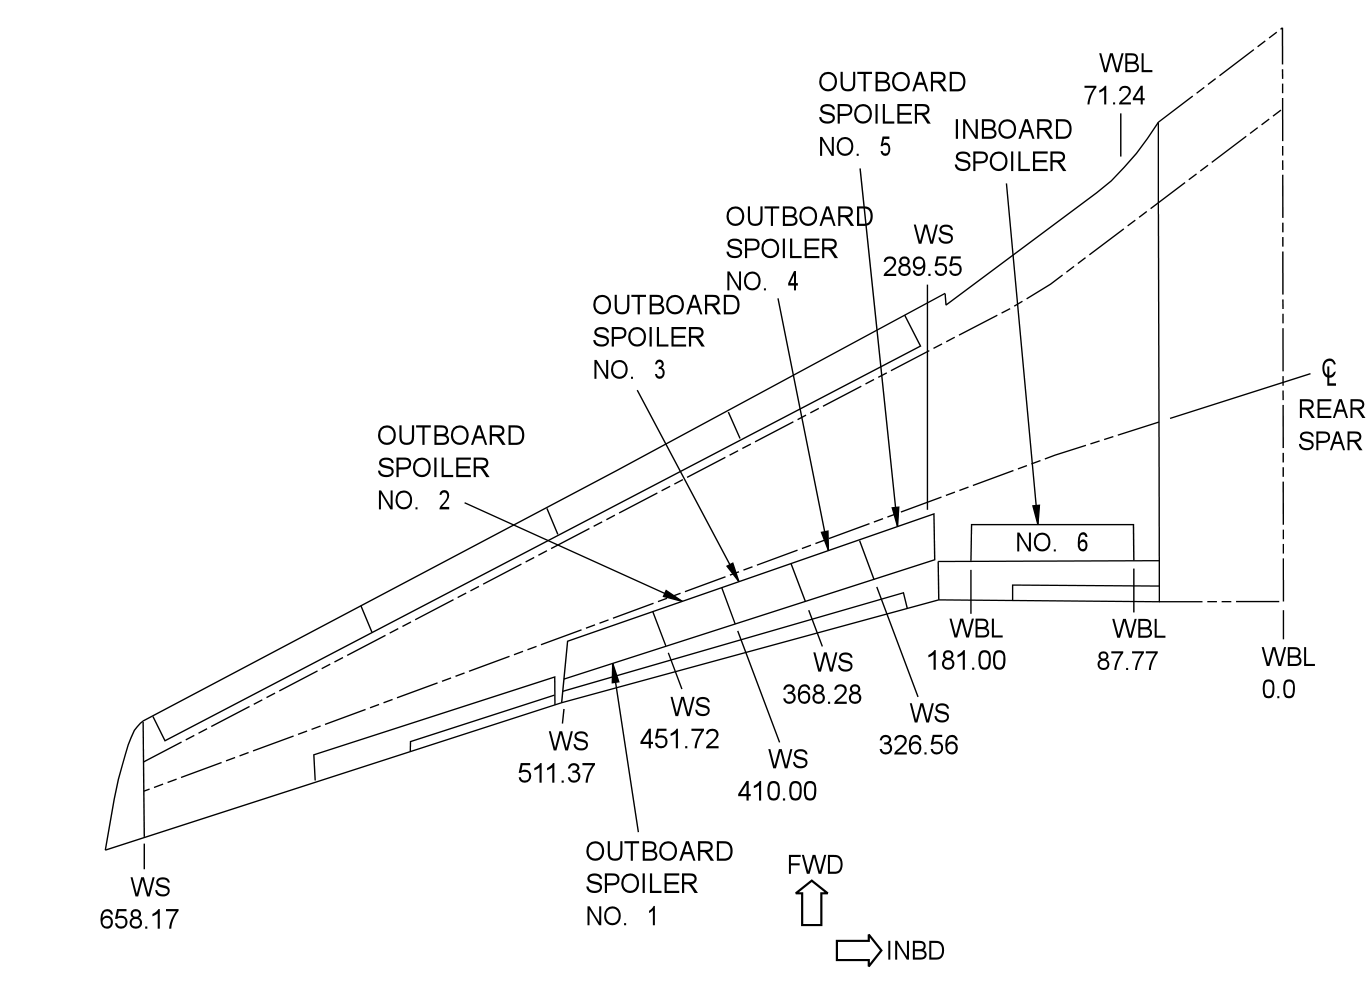 WBL
71.24
OUTBOARD
SPOILER
NO. 5
INBOARD
SPOILER
OUTBOARD
SPOILER
NO. 4
WS
289.55
OUTBOARD
SPOILER
NO. 3
℄
REAR
SPAR
OUTBOARD
SPOILER
NO. 2
NO. 6
WBL
181.00
WBL
87.77
WBL
0.0
WS
368.28
WS
451.72
WS
326.56
WS
511.37
WS
410.00
OUTBOARD
SPOILER
NO. 1
WS
658.17
FWD
INBD